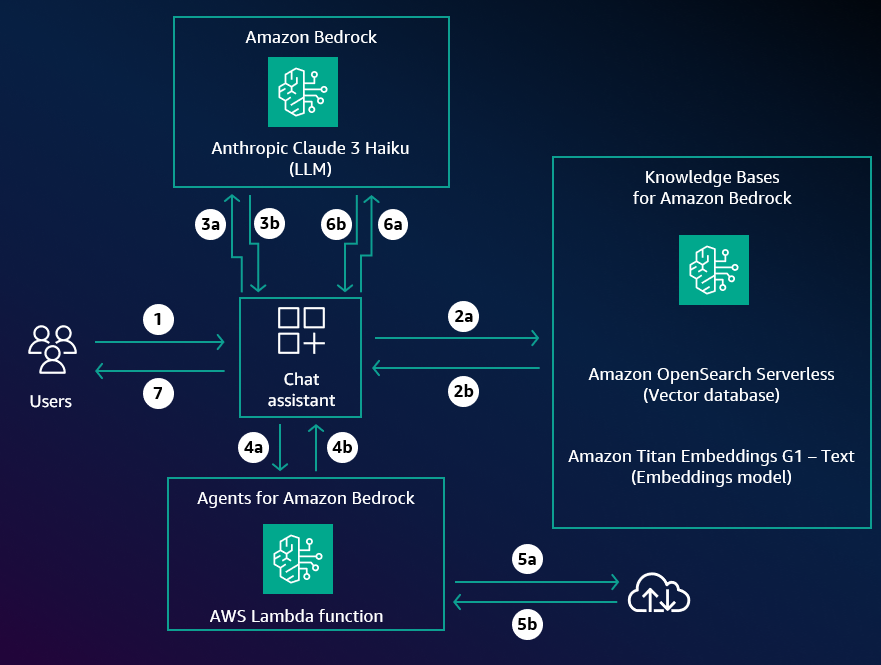 Amazon Bedrock
Anthropic Claude 3 Haiku
(LLM)
3a
3b
6b
6a
Knowledge Bases
for Amazon Bedrock
Amazon OpenSearch Serverless
(Vector database)
Amazon Titan Embeddings G1 – Text
(Embeddings model)
1
7
Users
Chat
assistant
2a
2b
4a
4b
Agents for Amazon Bedrock
AWS Lambda function
5a
5b